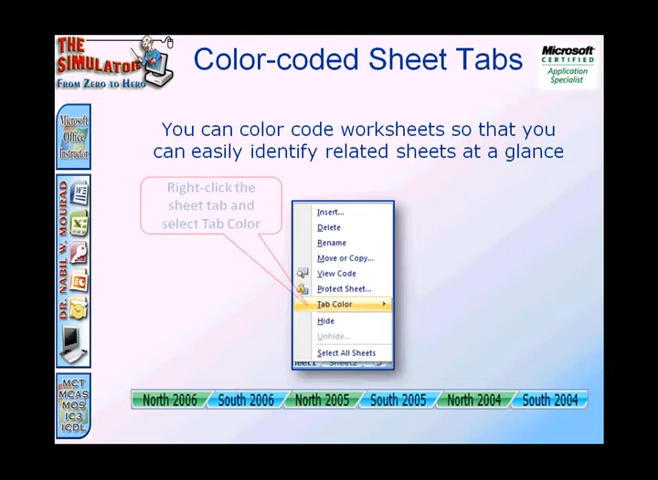 THE
SIMULATOR
FROM ZERO TO HERO
Color-coded Sheet Tabs
Microsoft
CERTIFIED
Application
Specialist
Microsoft
Office
Instructor
You can color code worksheets so that you
can easily identify related sheets at a glance
DR. NABIL W. MOURAD
Right-click the
sheet tab and
select Tab Color
Insert...
Delete
Rename
Move or Copy...
View Code
Protect Sheet...
Tab Color
Hide
Unhide...
Select All Sheets
Sheet2
MCT
MCAS
MOS
IC3
ICDL
North 2006
South 2006
North 2005
South 2005
North 2004
South 2004